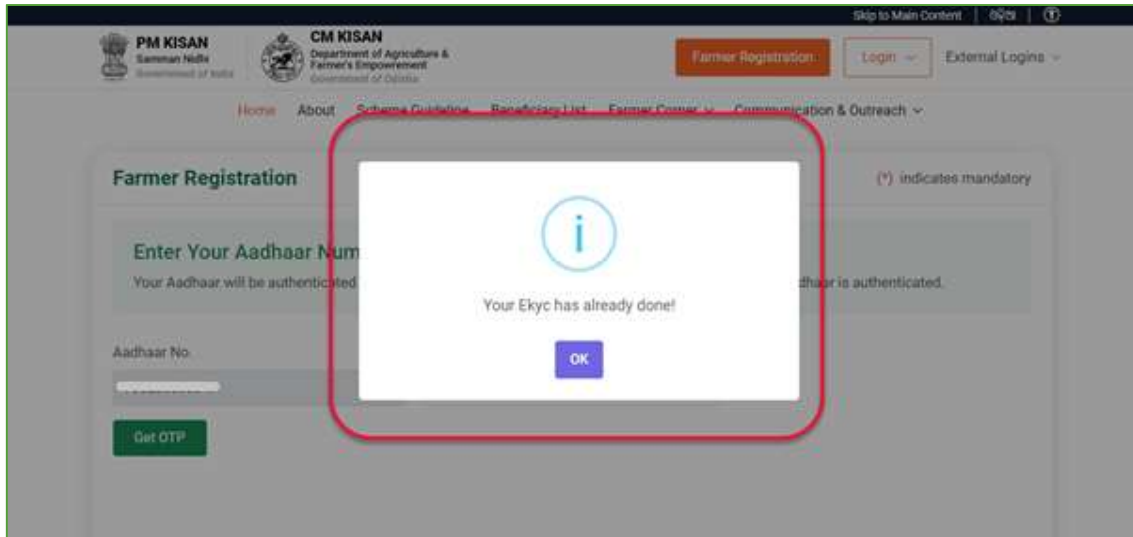 Skip to Main Content | ଓଡ଼ିଆ
PM KISAN
Samman Nidhi
Government of India
CM KISAN
Department of Agriculture &
Farmer's Empowerment
Government of Odisha
Farmer Registration
Login
External Logins
Home About Scheme Guideline Beneficiary List Farmer Corner Communication & Outreach
Farmer Registration
(*) indicates mandatory
Enter Your Aadhaar Num
Your Aadhaar will be authenticated
dhaar is authenticated.
i
Your Ekyc has already done!
OK
Aadhaar No.
Get OTP